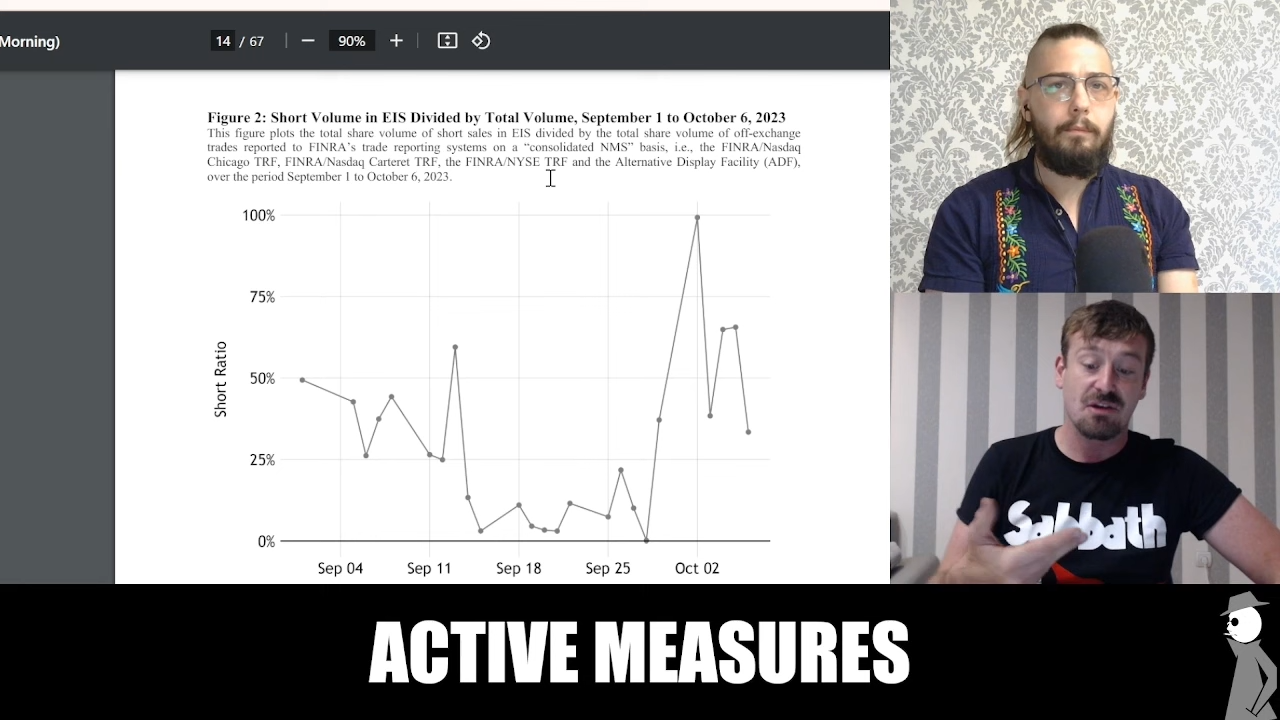 Morning)
14 / 67
90%
Figure 2: Short Volume in EIS Divided by Total Volume, September 1 to October 6, 2023
This figure plots the total share volume of short sales in EIS divided by the total share volume of off-exchange
trades reported to FINRA’s trade reporting systems on a “consolidated NMS” basis, i.e., the FINRA/Nasdaq
Chicago TRF, FINRA/Nasdaq Carteret TRF, the FINRA/NYSE TRF and the Alternative Display Facility (ADF),
over the period September 1 to October 6, 2023.
100%
75%
50%
25%
0%
Short Ratio
Sep 04 Sep 11 Sep 18 Sep 25 Oct 02
Sabbath
ACTIVE MEASURES